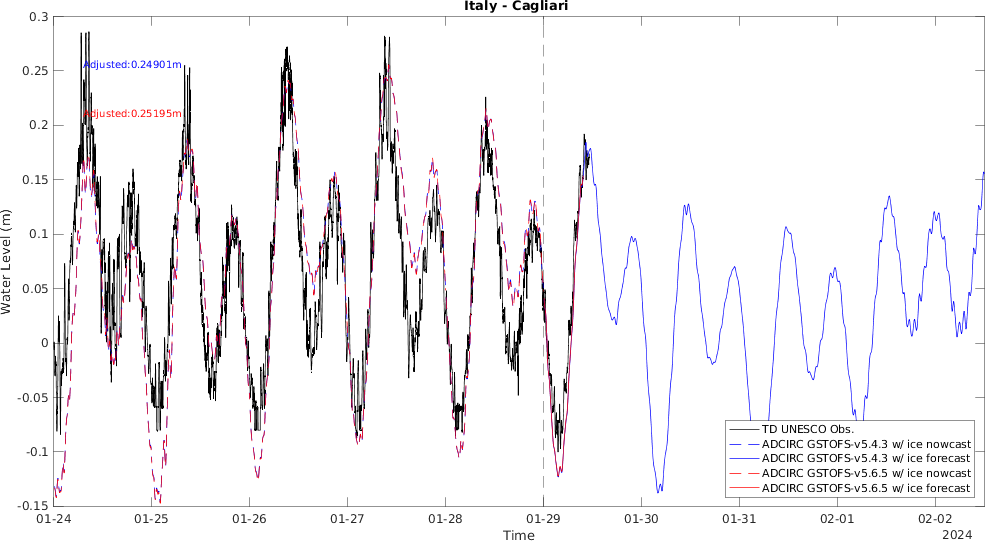 Italy - Cagliari
0.3
0.25
0.2
0.15
0.1
0.05
0
-0.05
-0.1
-0.15
Water Level (m)
Adjusted:0.24901m
Adjusted:0.25195m
TD UNESCO Obs.
ADCIRC GSTOFS-v5.4.3 w/ ice nowcast
ADCIRC GSTOFS-v5.4.3 w/ ice forecast
ADCIRC GSTOFS-v5.6.5 w/ ice nowcast
ADCIRC GSTOFS-v5.6.5 w/ ice forecast
01-24 01-25 01-26 01-27 01-28 01-29 01-30 01-31 02-01 02-02
Time
2024